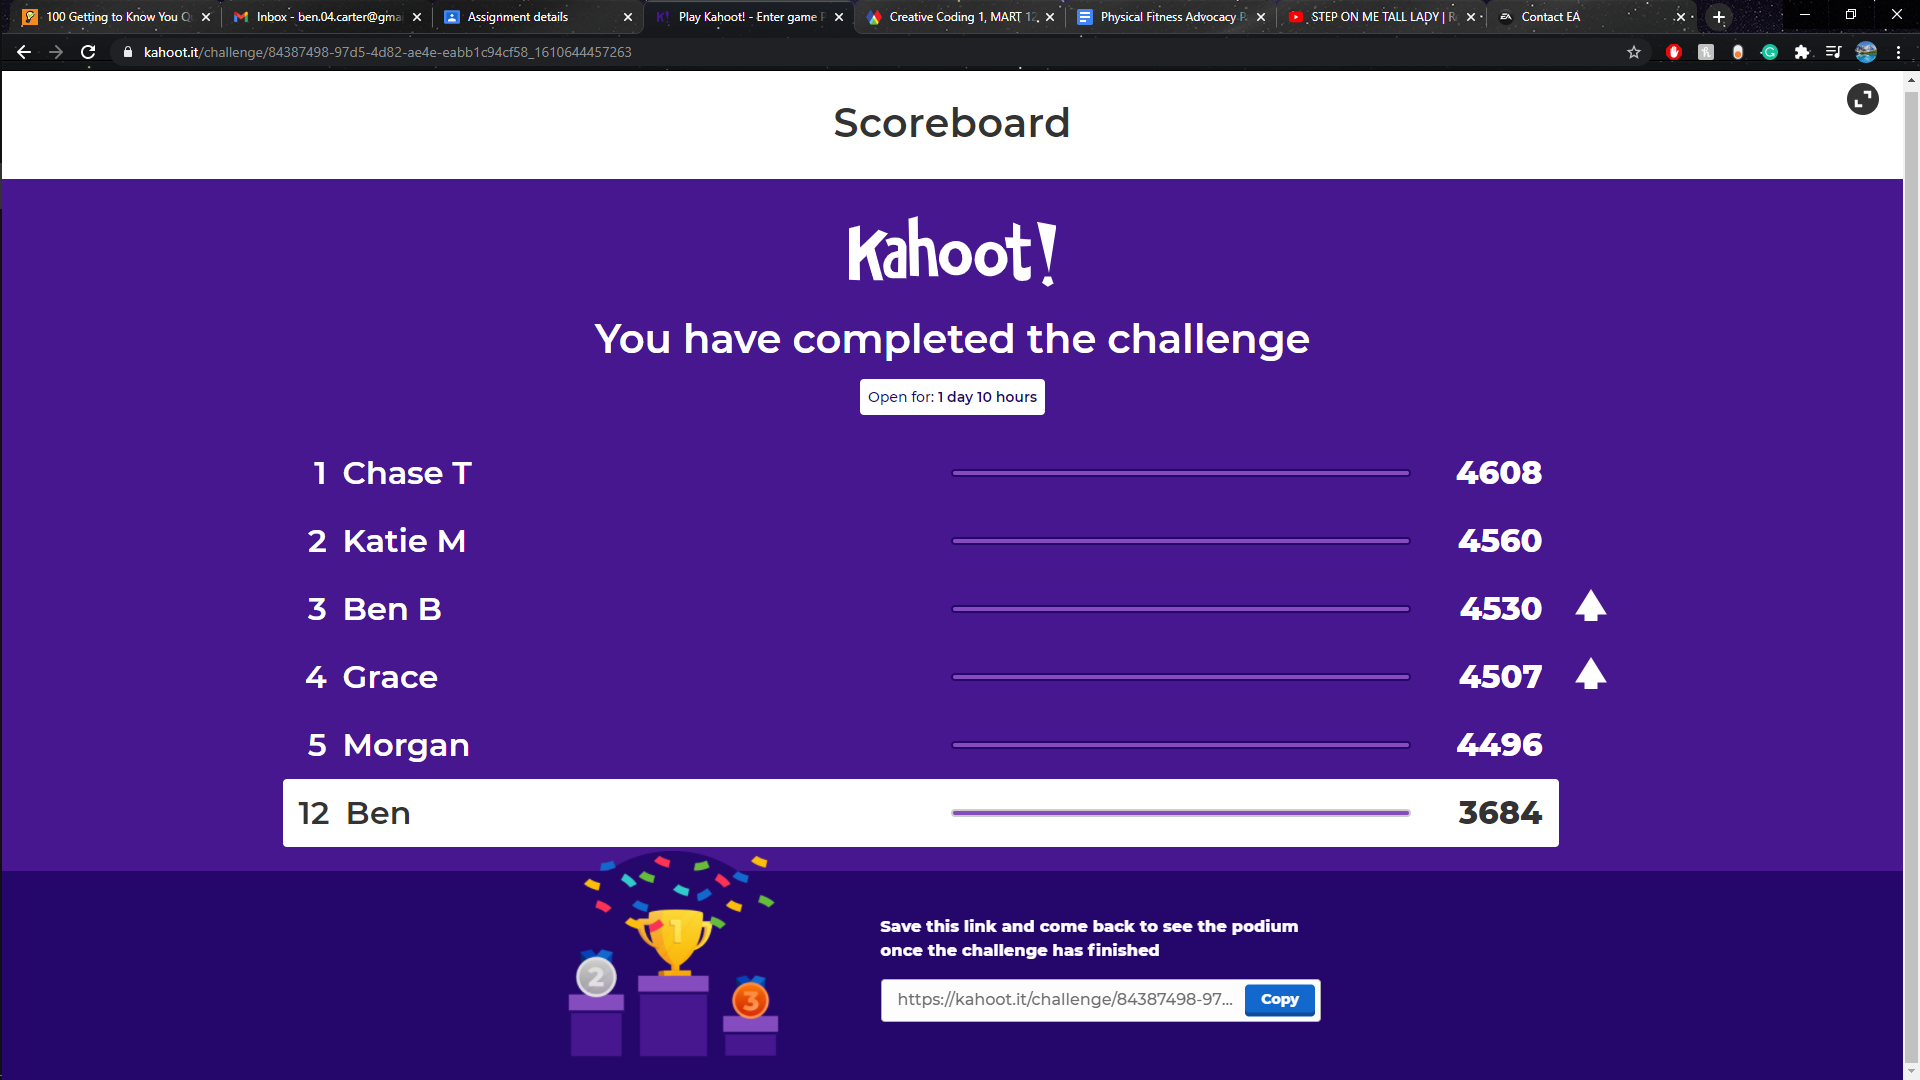 100 Getting to Know You Q
Inbox - ben.04.carter@gmai
Assignment details
Play Kahoot! - Enter game P
Creative Coding 1, MART 12
Physical Fitness Advocacy P
STEP ON ME TALL LADY | R
Contact EA
kahoot.it/challenge/84387498-97d5-4d82-ae4e-eabb1c94cf58_1610644457263
Scoreboard
Kahoot!
You have completed the challenge
Open for: 1 day 10 hours
1 Chase T 4608
2 Katie M 4560
3 Ben B 4530
4 Grace 4507
5 Morgan 4496
12 Ben 3684
1
2
3
Save this link and come back to see the podium
once the challenge has finished
https://kahoot.it/challenge/84387498-97... Copy